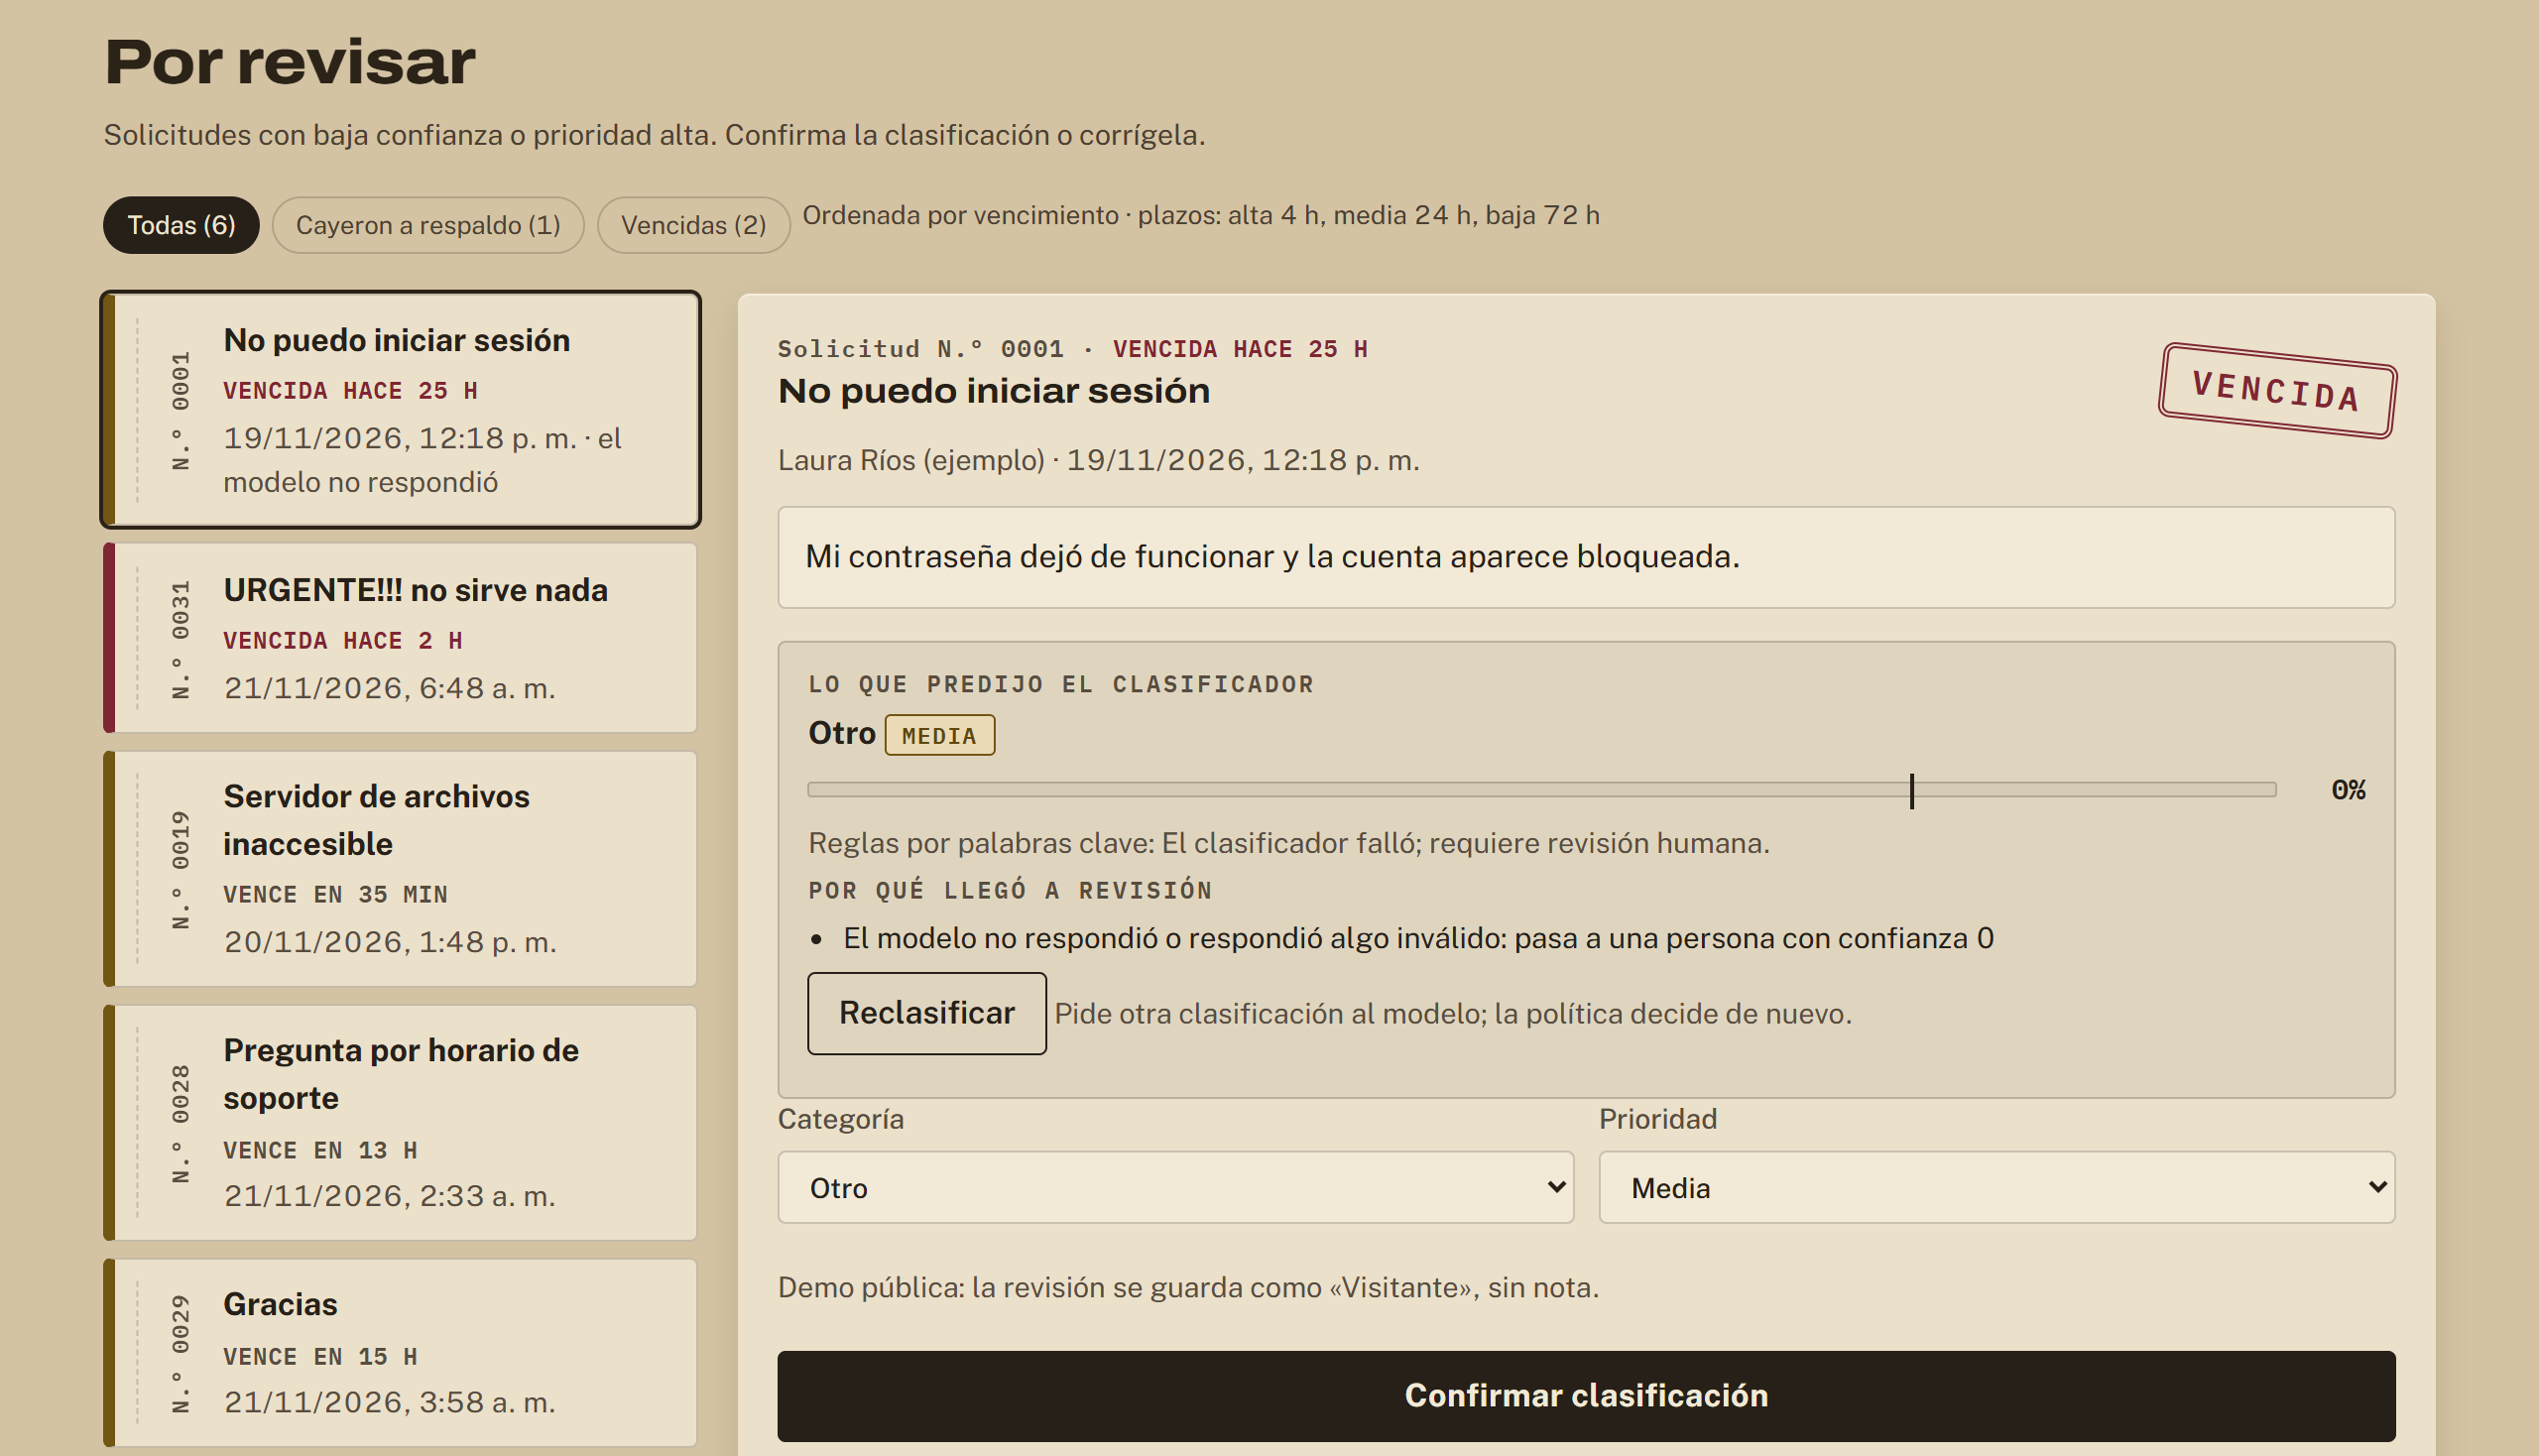 Por revisar
Solicitudes con baja confianza o prioridad alta. Confirma la clasificación o corrígela.
Todas (6)
Cayeron a respaldo (1)
Vencidas (2)
Ordenada por vencimiento · plazos: alta 4 h, media 24 h, baja 72 h
N.º 0001
No puedo iniciar sesión
VENCIDA HACE 25 H
19/11/2026, 12:18 p. m. · el
modelo no respondió
N.º 0031
URGENTE!!! no sirve nada
VENCIDA HACE 2 H
21/11/2026, 6:48 a. m.
N.º 0019
Servidor de archivos
inaccesible
VENCE EN 35 MIN
20/11/2026, 1:48 p. m.
N.º 0028
Pregunta por horario de
soporte
VENCE EN 13 H
21/11/2026, 2:33 a. m.
N.º 0029
Gracias
VENCE EN 15 H
21/11/2026, 3:58 a. m.
Solicitud N.º 0001 · VENCIDA HACE 25 H
No puedo iniciar sesión
VENCIDA
Laura Ríos (ejemplo) · 19/11/2026, 12:18 p. m.
Mi contraseña dejó de funcionar y la cuenta aparece bloqueada.
LO QUE PREDIJO EL CLASIFICADOR
Otro MEDIA
0%
Reglas por palabras clave: El clasificador falló; requiere revisión humana.
POR QUÉ LLEGÓ A REVISIÓN
• El modelo no respondió o respondió algo inválido: pasa a una persona con confianza 0
Reclasificar
Pide otra clasificación al modelo; la política decide de nuevo.
Categoría
Otro
Prioridad
Media
Demo pública: la revisión se guarda como «Visitante», sin nota.
Confirmar clasificación